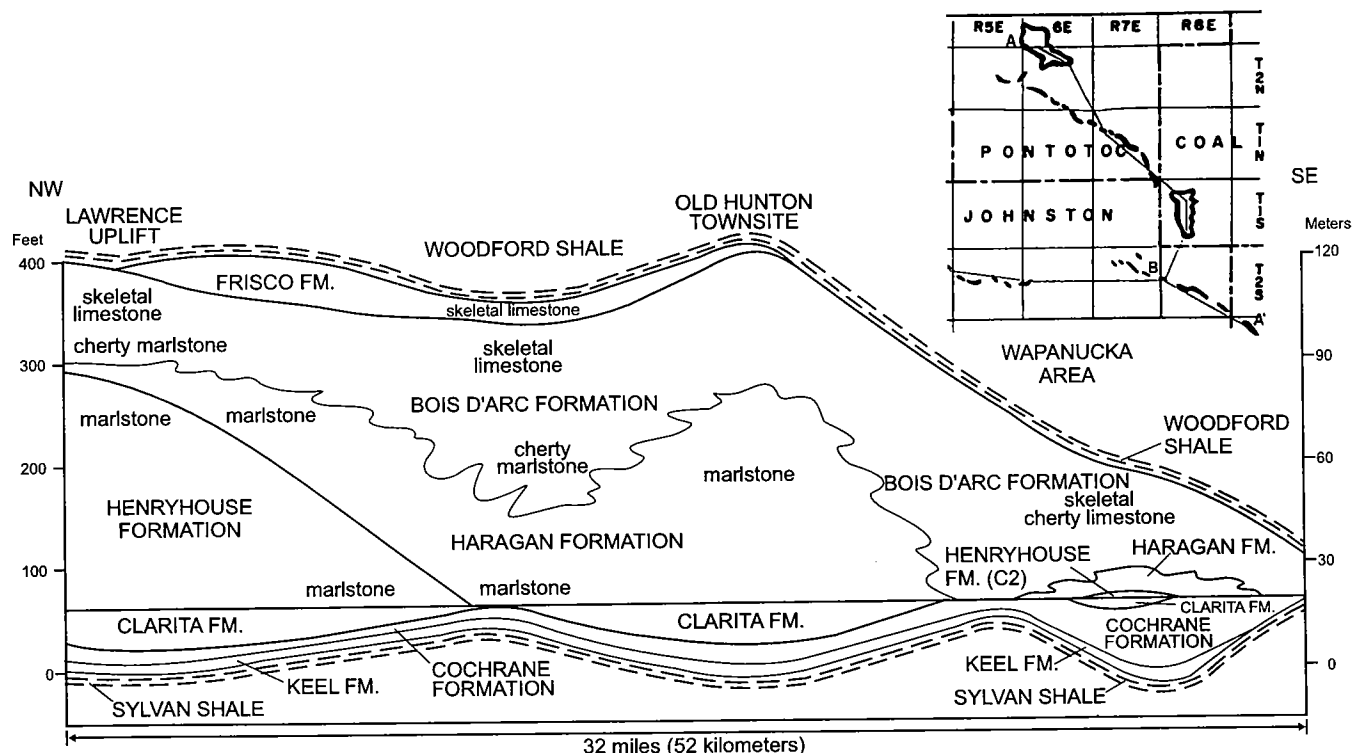 R5E 6E R7E R8E
A
T2N
PONTOTOC
COAL
T1N
JOHNSTON
T1S
B
T2S
A'
NW
SE
LAWRENCE
UPLIFT
OLD HUNTON
TOWNSITE
Feet
Meters
WOODFORD SHALE
400
120
FRISCO FM.
skeletal
limestone
skeletal limestone
WAPANUCKA
AREA
cherty marlstone
skeletal
limestone
300
90
marlstone
marlstone
BOIS D'ARC FORMATION
WOODFORD
SHALE
cherty
marlstone
marlstone
200
60
BOIS D'ARC FORMATION
skeletal
cherty limestone
HENRYHOUSE
FORMATION
HARAGAN FORMATION
HENRYHOUSE
FM. (C2)
HARAGAN FM.
100
30
marlstone
marlstone
CLARITA FM.
CLARITA FM.
CLARITA FM.
COCHRANE
FORMATION
0
0
KEEL FM.
COCHRANE
FORMATION
KEEL FM.
SYLVAN SHALE
SYLVAN SHALE
32 miles (52 kilometers)